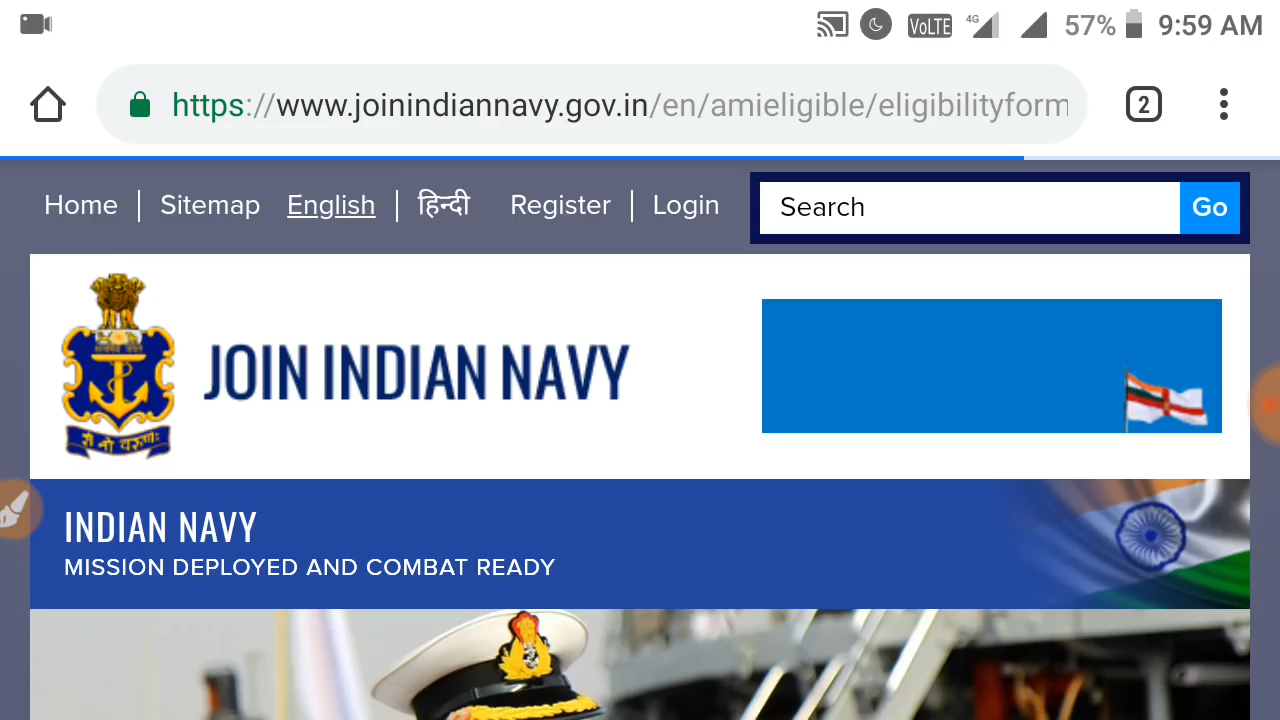 VoLTE 4G 57% 9:59 AM
https://www.joinindiannavy.gov.in/en/amieligible/eligibilityform 2
Home | Sitemap English | हिन्दी Register | Login Search Go
JOIN INDIAN NAVY
शं नो वरुणः
INDIAN NAVY
MISSION DEPLOYED AND COMBAT READY